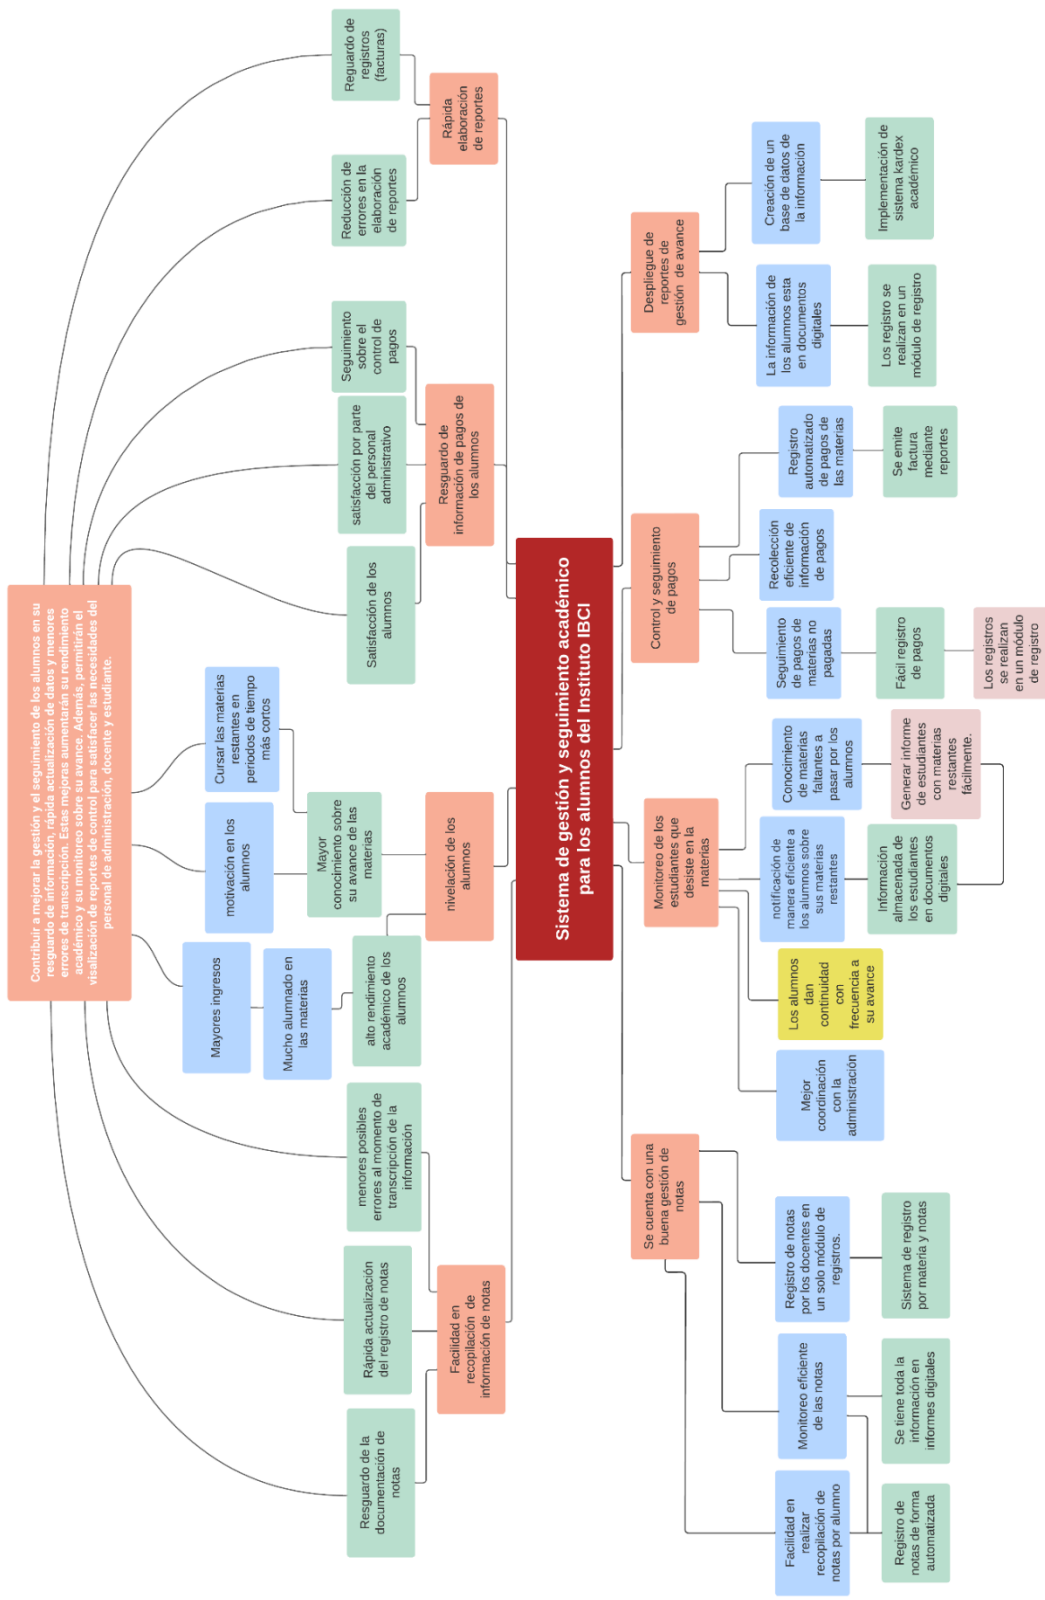 Contribuir a mejorar la gestión y el seguimiento de los alumnos en su
resguardo de información, rápida actualización de datos y menores
errores de transcripción. Estas mejoras aumentarán su rendimiento
académico y su monitoreo sobre su avance. Además, permitirán el
visalización de reportes de control para satisfacer las necesidades del
personal de administración, docente y estudiante.
Mayores ingresos
motivación en los
alumnos
Cursar las materias
restantes en
periodos de tiempo
más cortos
Mucho alumnado en
las materias
Resguardo de la
documentación de
notas
Rápida actualización
del registro de notas
menores posibles
errores al momento de
transcripción de la
información
alto rendimiento
académico de los
alumnos
Mayor
conocimiento sobre
su avance de las
materias
Satisfacción de los
alumnos
satisfacción por parte
del personal
administrativo
Seguimiento
sobre el
control de
pagos
Reducción de
errores en la
elaboración
de reportes
Reguardo de
registros
(facturas)
Facilidad en
recopilación de
información de notas
nivelación de los
alumnos
Resguardo de
información de pagos de
los alumnos
Rápida
elaboración
de reportes
Sistema de gestión y seguimiento académico
para los alumnos del Instituto IBCI
Se cuenta con una
buena gestión de
notas
Monitoreo de los
estudiantes que
desiste en la
materias
Control y seguimiento
de pagos
Despliegue de
reportes de
gestión de avance
Facilidad en
realizar
recopilación de
notas por alumno
Monitoreo eficiente
de las notas
Registro de notas
por los docentes en
un solo módulo de
registros.
Mejor
coordinación
con la
administración
Los alumnos
dan
continuidad
con
frecuencia a
su avance
notificación de
manera eficiente a
los alumnos sobre
sus materias
restantes
Conocimiento
de materias
faltantes a
pasar por los
alumnos
Seguimiento
de pagos de
materias no
pagadas
Recolección
eficiente de
información
de pagos
Registro
automatizado
de pagos de
las materias
La información de
los alumnos esta
en documentos
digitales
Creación de un
base de datos de
la información
Registro de
notas de forma
automatizada
Se tiene toda la
información en
informes digitales
Sistema de registro
por materia y notas
Información
almacenada de
los estudiantes
en documentos
digitales
Generar informe
de estudiantes
con materias
restantes
fácilmente.
Fácil registro
de pagos
Se emite
factura
mediante
reportes
Los registro se
realizan en un
módulo de registro
Implementación de
sistema kardex
académico
Los registros
se realizan
en un módulo
de registro